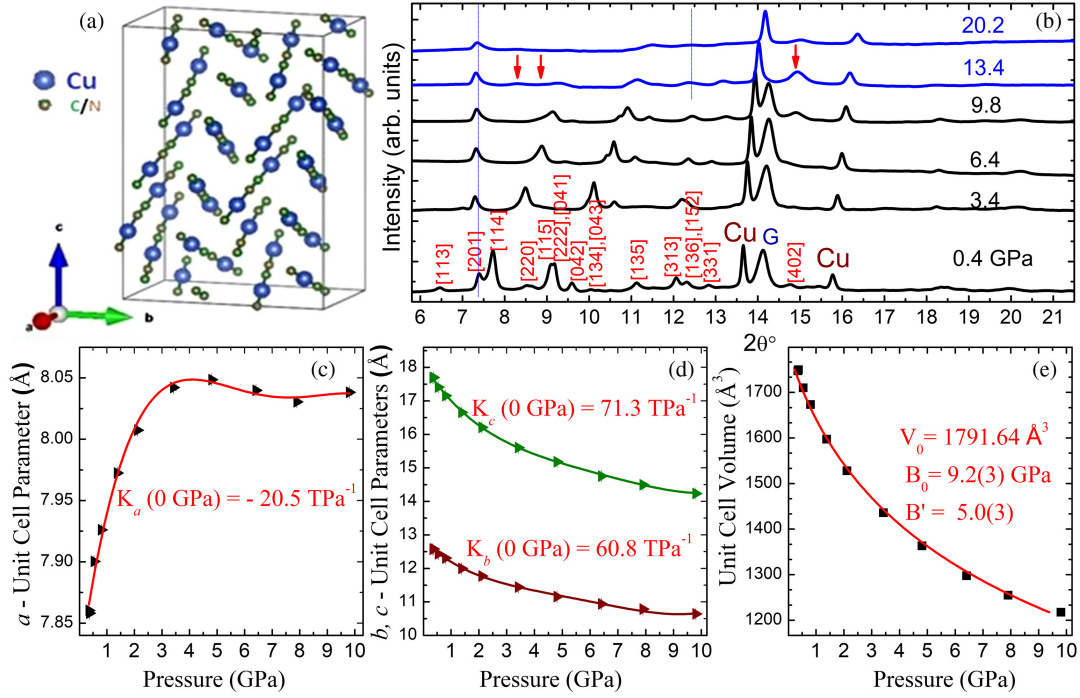 (a)
Cu
C/N
c
a
b
(b)
20.2
13.4
9.8
6.4
3.4
0.4 GPa
Intensity (arb. units)
[113]
[201]
[114]
[220]
[115]
[222],[041]
[042]
[134],[043]
[135]
[313]
[136],[152]
[331]
Cu
G
[402]
Cu
6 7 8 9 10 11 12 13 14 15 16 17 18 19 20 21
2θ°
(c)
a - Unit Cell Parameter (Å)
8.05
8.00
7.95
7.90
7.85
K_a (0 GPa) = - 20.5 TPa⁻¹
0 1 2 3 4 5 6 7 8 9 10
Pressure (GPa)
(d)
b, c - Unit Cell Parameters (Å)
18
17
16
15
14
13
12
11
10
K_c (0 GPa) = 71.3 TPa⁻¹
K_b (0 GPa) = 60.8 TPa⁻¹
0 1 2 3 4 5 6 7 8 9 10
Pressure (GPa)
(e)
Unit Cell Volume (Å³)
1700
1600
1500
1400
1300
1200
V₀ = 1791.64 Å³
B₀ = 9.2(3) GPa
B' = 5.0(3)
0 1 2 3 4 5 6 7 8 9 10
Pressure (GPa)